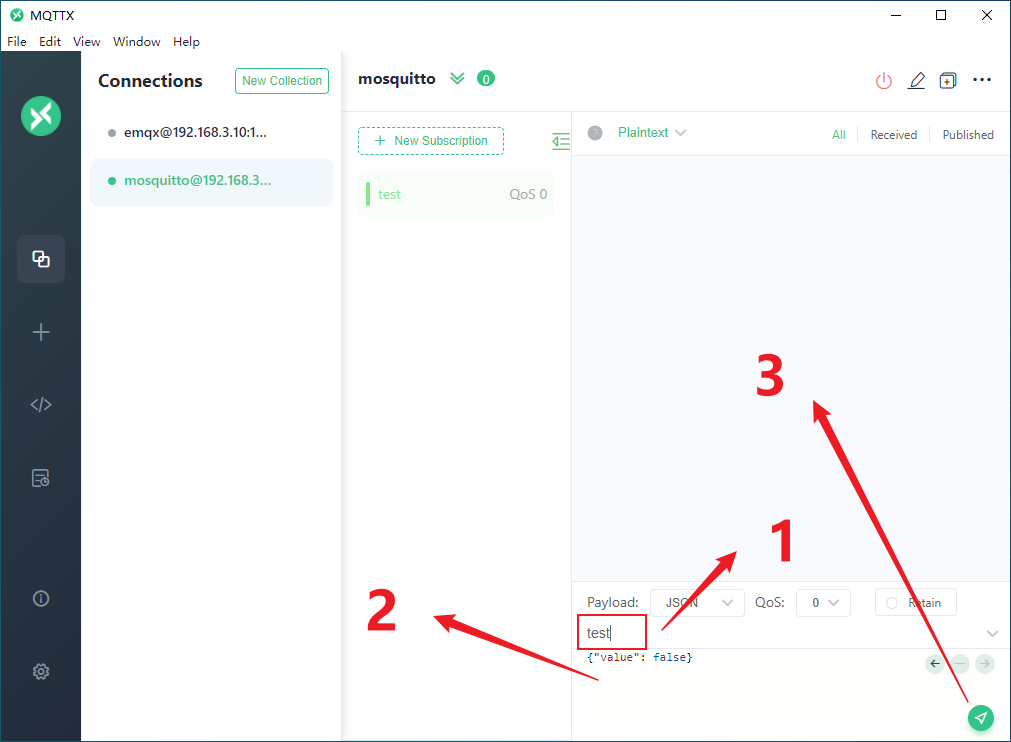 MQTTX
File Edit View Window Help
Connections
New Collection
emqx@192.168.3.10:1...
mosquitto@192.168.3...
mosquitto 0
+ New Subscription
test QoS 0
Plaintext
All Received Published
3
1
2
Payload: JSON QoS: 0 Retain
test
{"value": false}